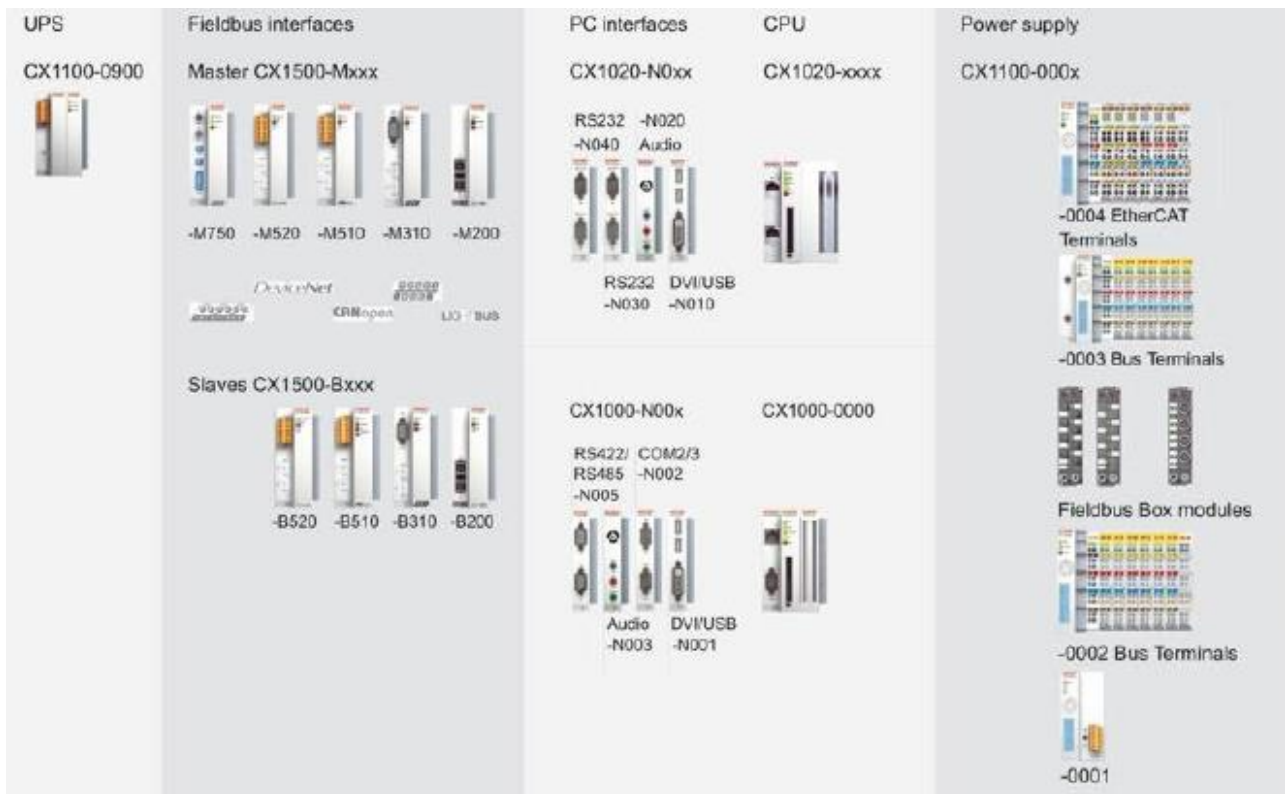 UPS
CX1100-0900
Fieldbus interfaces
Master CX1500-Mxxx
-M750 -M520 -M510 -M310 -M200
DeviceNet
CANopen
BUS
Slaves CX1500-Bxxx
-B520 -B510 -B310 -B200
PC interfaces
CX1020-N0xx
RS232 -N020
-N040 Audio
RS232 DVI/USB
-N030 -N010
CX1000-N00x
RS422/ COM2/3
RS485 -N002
-N005
Audio DVI/USB
-N003 -N001
CPU
CX1020-xxxx
CX1000-0000
Power supply
CX1100-000x
-0004 EtherCAT
Terminals
-0003 Bus Terminals
Fieldbus Box modules
-0002 Bus Terminals
-0001